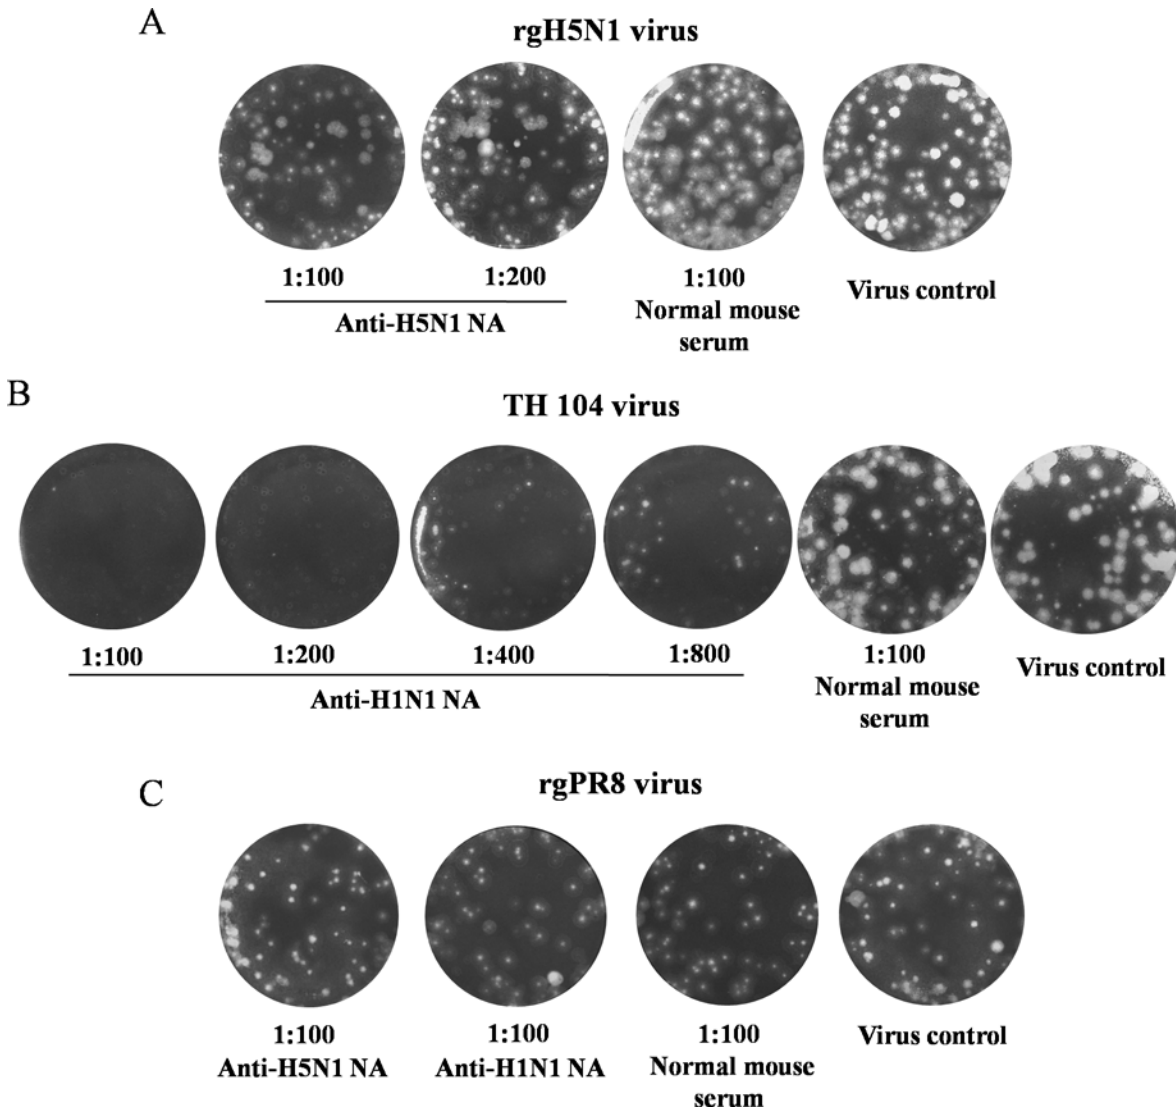 A
rgH5N1 virus
1:100
1:200
1:100
Normal mouse
serum
Virus control
Anti-H5N1 NA
B
TH 104 virus
1:100
1:200
1:400
1:800
1:100
Normal mouse
serum
Virus control
Anti-H1N1 NA
C
rgPR8 virus
1:100
Anti-H5N1 NA
1:100
Anti-H1N1 NA
1:100
Normal mouse
serum
Virus control